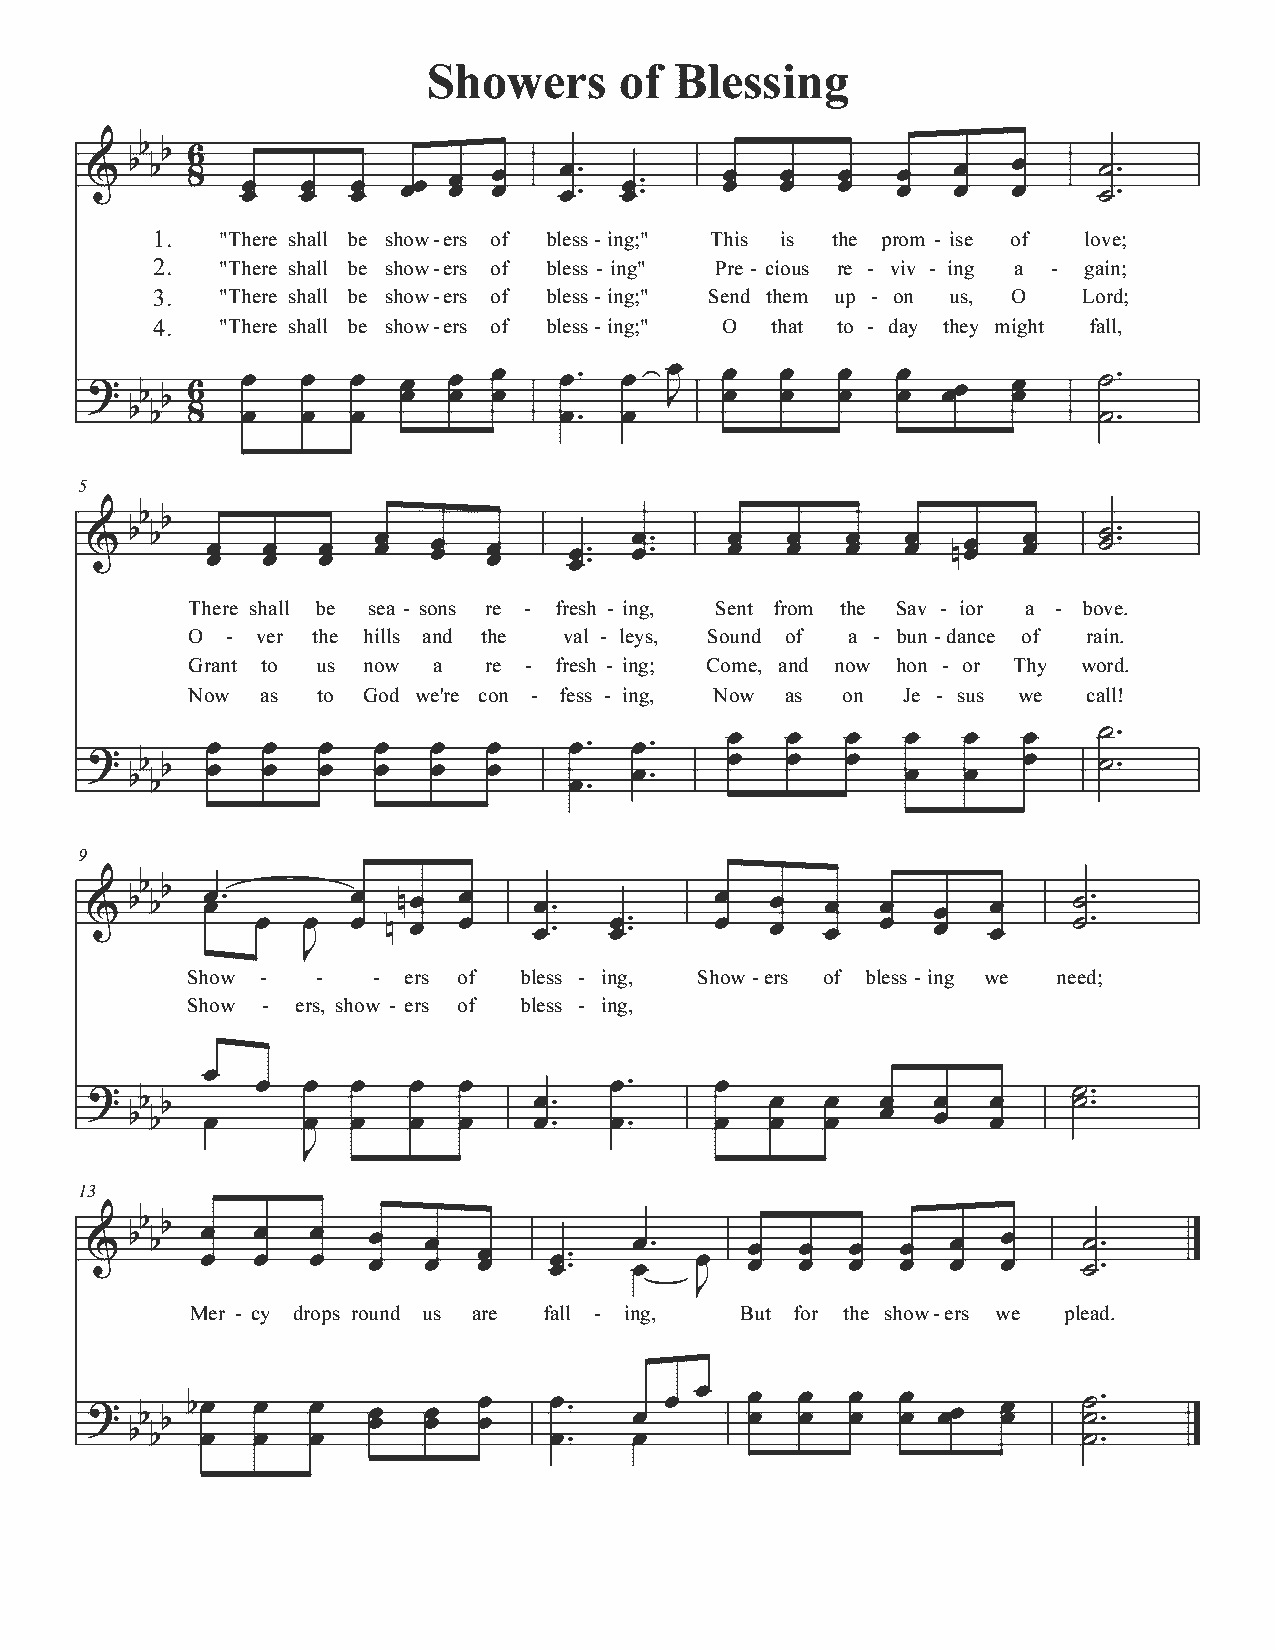 Showers of Blessing
6
8
1. "There shall be show - ers of bless - ing;" This is the prom - ise of love;
2. "There shall be show - ers of bless - ing" Pre - cious re - viv - ing a - gain;
3. "There shall be show - ers of bless - ing;" Send them up - on us, O Lord;
4. "There shall be show - ers of bless - ing;" O that to - day they might fall,
6
8
5
There shall be sea - sons re - fresh - ing, Sent from the Sav - ior a - bove.
O - ver the hills and the val - leys, Sound of a - bun - dance of rain.
Grant to us now a re - fresh - ing; Come, and now hon - or Thy word.
Now as to God we're con - fess - ing, Now as on Je - sus we call!
9
Show - - - ers of bless - ing, Show - ers of bless - ing we need;
Show - ers, show - ers of bless - ing,
13
Mer - cy drops round us are fall - ing, But for the show - ers we plead.